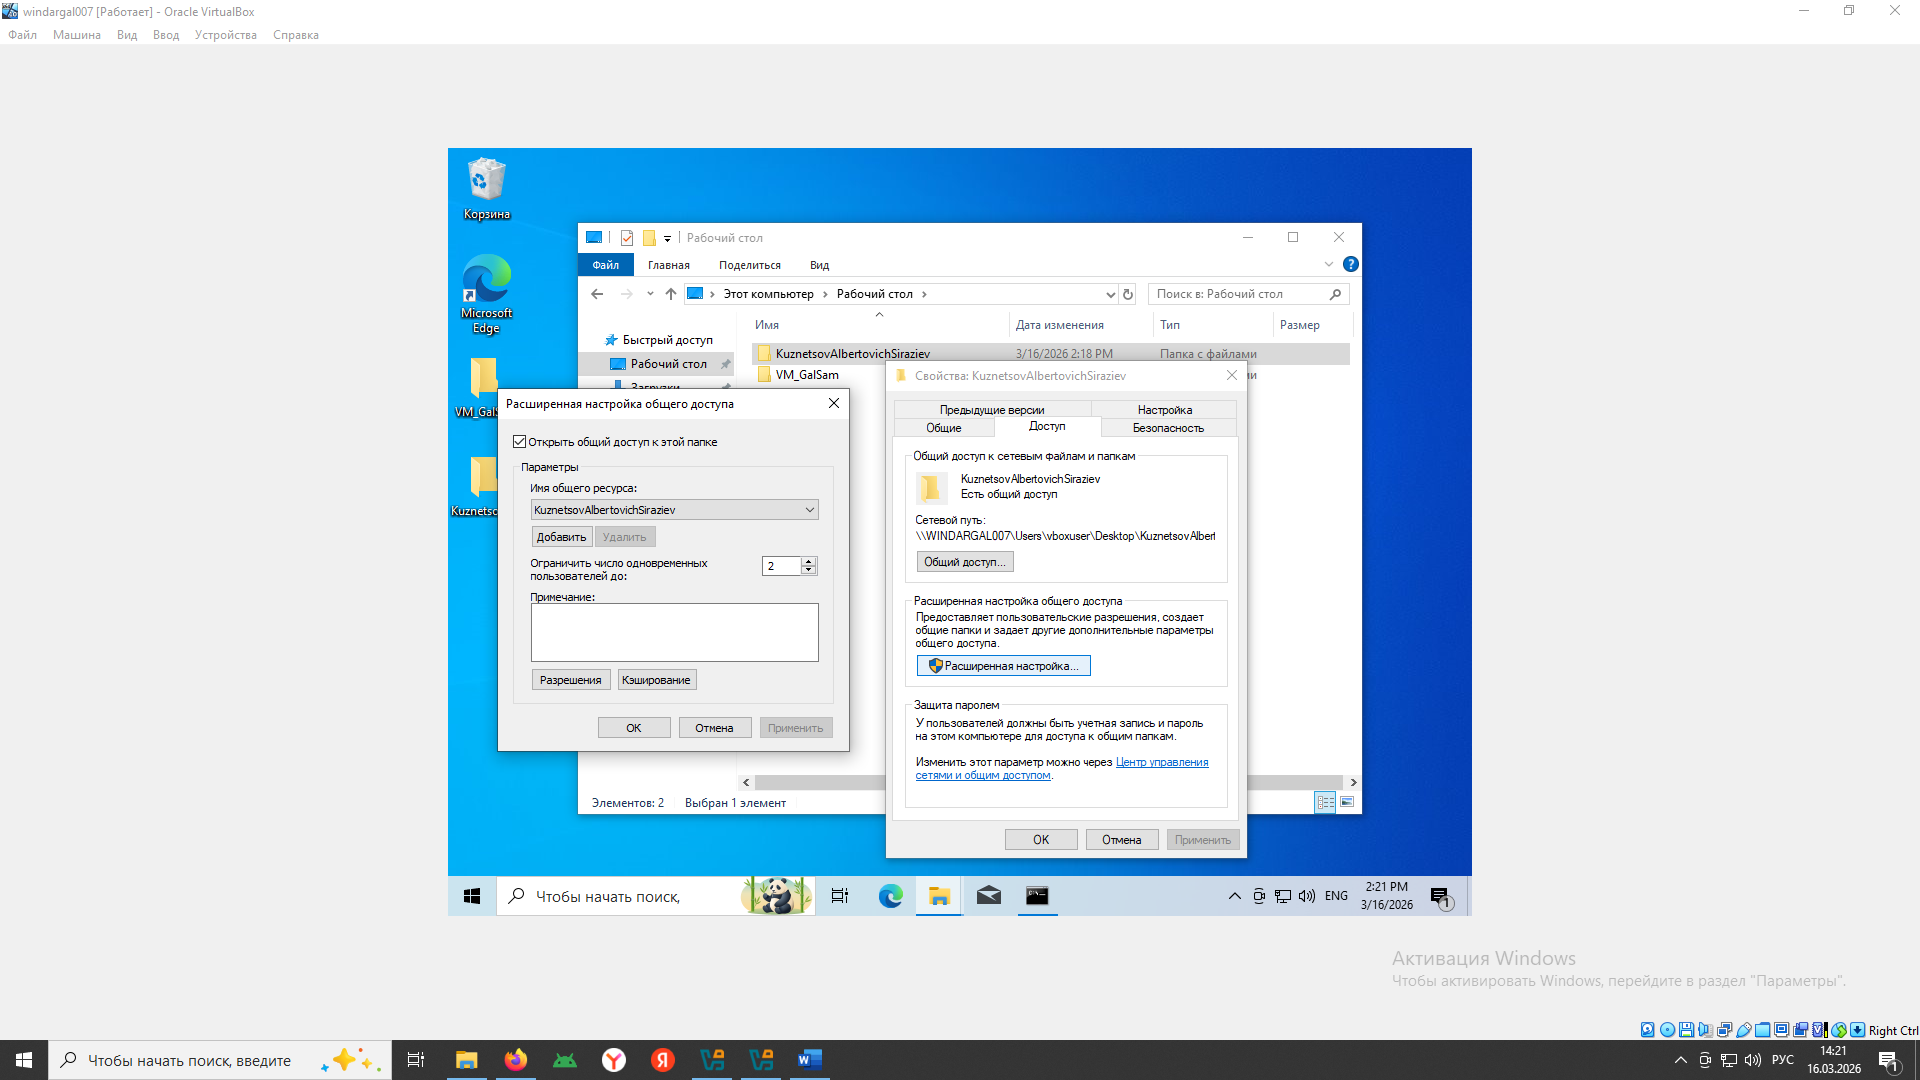 windargal007 [Работает] - Oracle VirtualBox
Файл Машина Вид Ввод Устройства Справка
Корзина
Microsoft Edge
VM_GalS
Kuznetso
Рабочий стол
Файл Главная Поделиться Вид
Этот компьютер Рабочий стол
Поиск в: Рабочий стол
Имя Дата изменения Тип Размер
Быстрый доступ
Рабочий стол
Загрузки
KuznetsovAlbertovichSiraziev 3/16/2026 2:18 PM Папка с файлами
VM_GalSam
Элементов: 2 Выбран 1 элемент
Расширенная настройка общего доступа
Открыть общий доступ к этой папке
Параметры
Имя общего ресурса:
KuznetsovAlbertovichSiraziev
Добавить Удалить
Ограничить число одновременных
пользователей до:
2
Примечание:
Разрешения Кэширование
ОК Отмена Применить
Свойства: KuznetsovAlbertovichSiraziev
Предыдущие версии Настройка
Общие Доступ Безопасность
Общий доступ к сетевым файлам и папкам
KuznetsovAlbertovichSiraziev
Есть общий доступ
Сетевой путь:
\\WINDARGAL007\Users\vboxuser\Desktop\KuznetsovAlbert
Общий доступ...
Расширенная настройка общего доступа
Предоставляет пользовательские разрешения, создает
общие папки и задает другие дополнительные параметры
общего доступа.
Расширенная настройка...
Защита паролем
У пользователей должны быть учетная запись и пароль
на этом компьютере для доступа к общим папкам.
Изменить этот параметр можно через Центр управления
сетями и общим доступом.
ОК Отмена Применить
Чтобы начать поиск,
ENG
2:21 PM
3/16/2026
1
Активация Windows
Чтобы активировать Windows, перейдите в раздел "Параметры".
Right Ctrl
Чтобы начать поиск, введите
РУС
14:21
16.03.2026
1